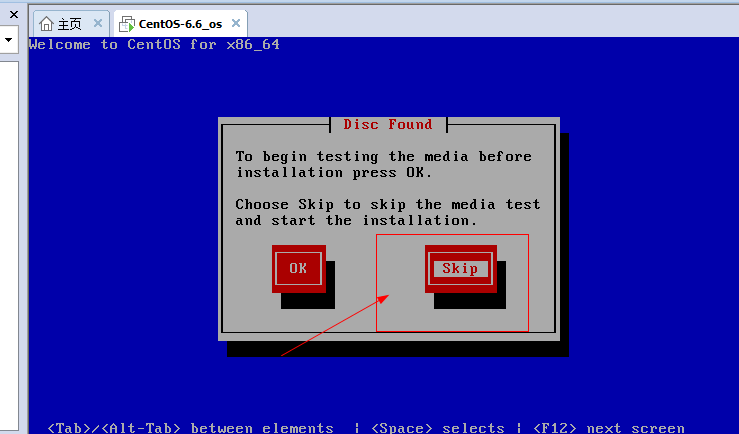 主页
CentOS-6.6_os
Welcome to CentOS for x86_64
Disc Found
To begin testing the media before
installation press OK.
Choose Skip to skip the media test
and start the installation.
OK
Skip
<Tab>/<Alt-Tab> between elements | <Space> selects | <F12> next screen